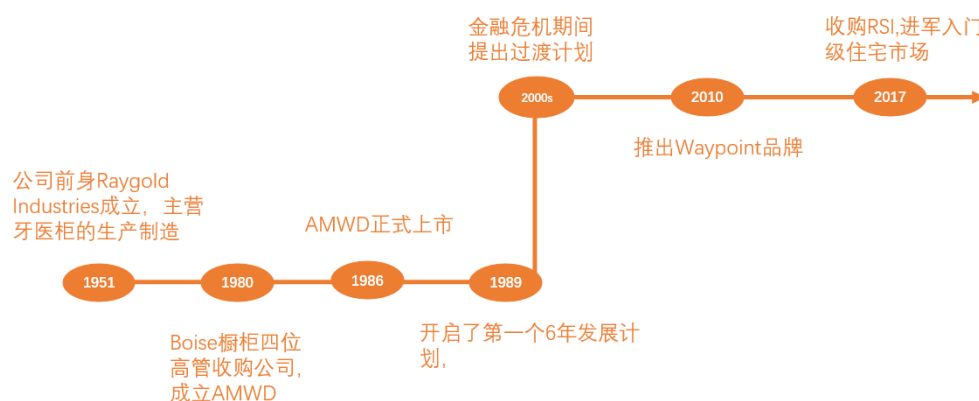 金融危机期间
提出过渡计划
收购RSI,进军入门
级住宅市场
2000s
2010
2017
推出Waypoint品牌
公司前身Raygold
Industries成立，主营
牙医柜的生产制造
AMWD正式上市
1951
1980
1986
1989
Boise橱柜四位
高管收购公司,
成立AMWD
开启了第一个6年发展计
划,